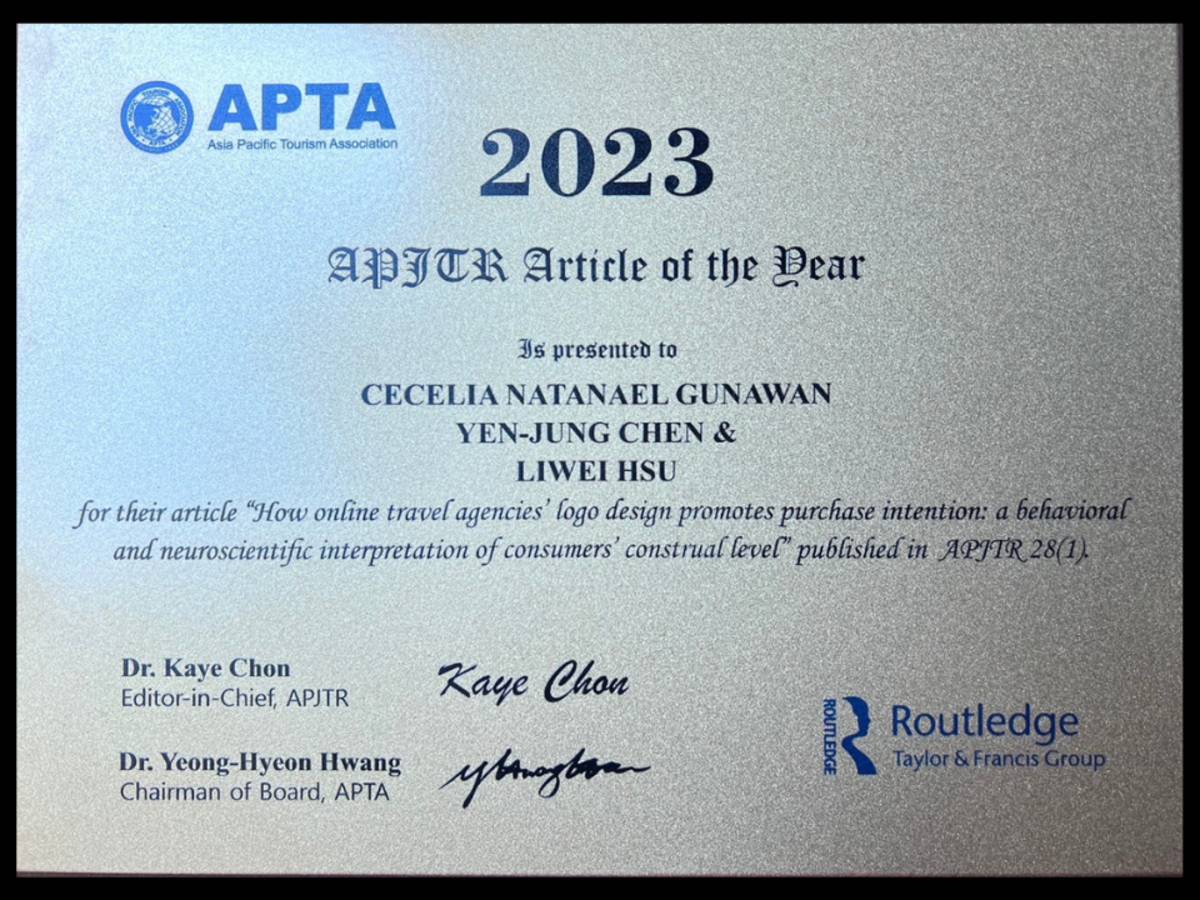 APTA
Asia Pacific Tourism Association
2023
APJTR Article of the Year
Is presented to
CECELIA NATANAEL GUNAWAN
YEN-JUNG CHEN &
LIWEI HSU
for their article “How online travel agencies’ logo design promotes purchase intention: a behavioral
and neuroscientific interpretation of consumers’ construal level” published in APJTR 28(1).
Dr. Kaye Chon
Editor-in-Chief, APJTR
Kaye Chon
Dr. Yeong-Hyeon Hwang
Chairman of Board, APTA
ROUTLEDGE
Routledge
Taylor & Francis Group